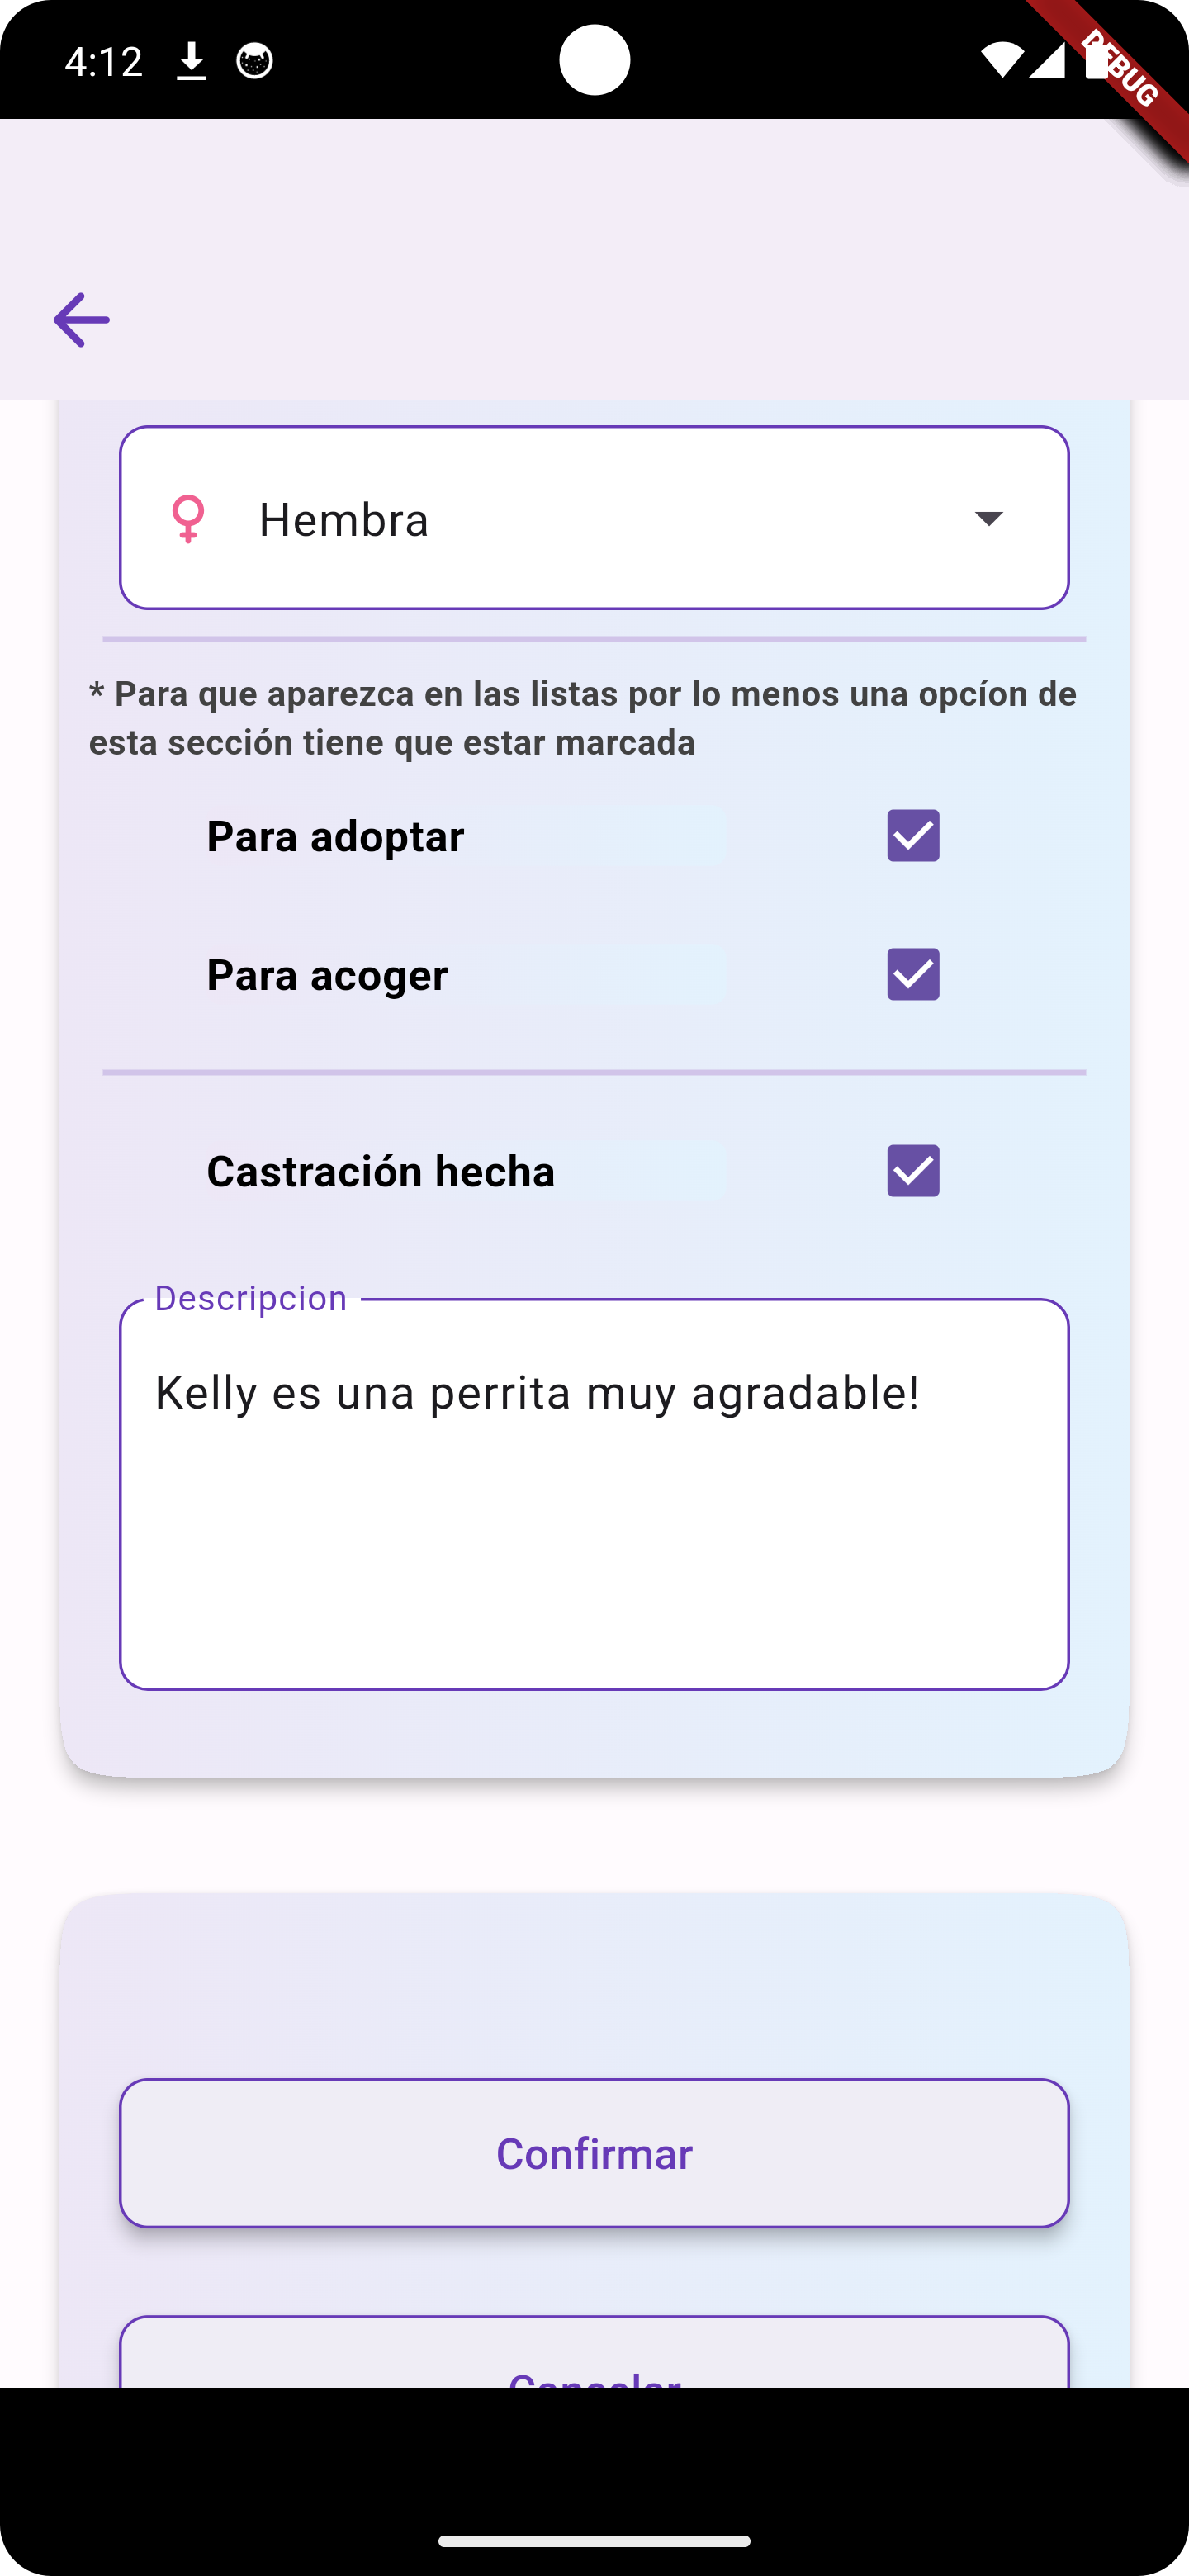 4:12
DEBUG
Hembra
* Para que aparezca en las listas por lo menos una opcíon de
esta sección tiene que estar marcada
Para adoptar
Para acoger
Castración hecha
Descripcion
Kelly es una perrita muy agradable!
Confirmar
Cancelar